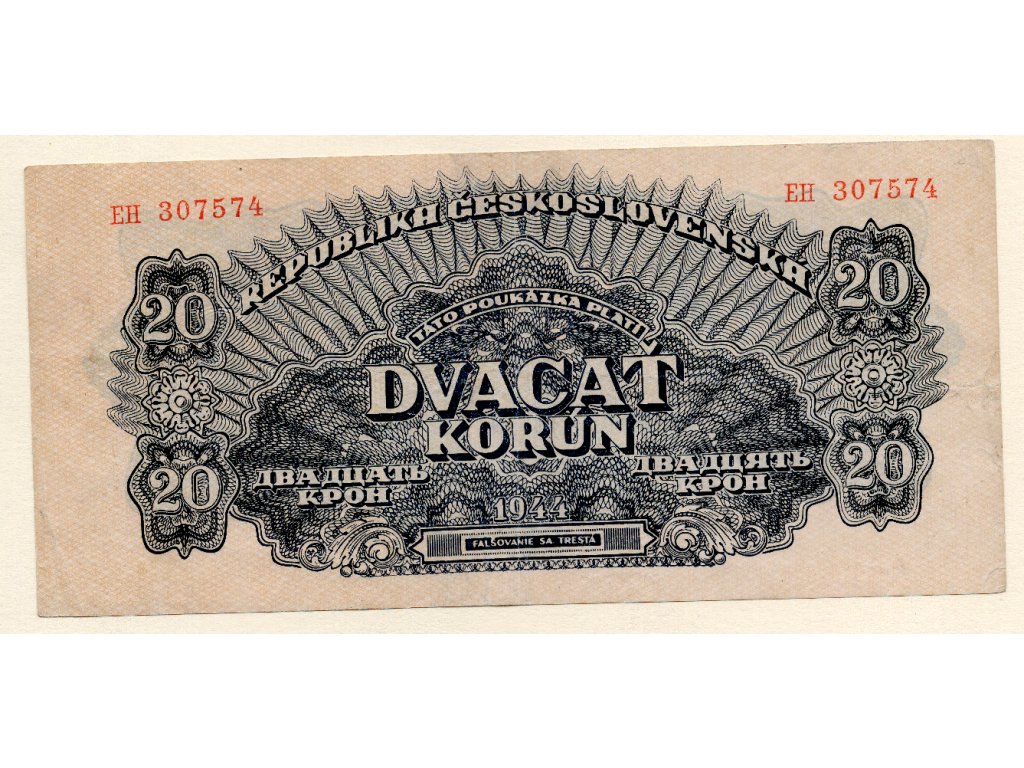 EH 307574
EH 307574
REPUBLIKA ČESKOSLOVENSKÁ
20
20
TÁTO POUKÁZKA PLATÍ
DVACAŤ
KORÚN
20
20
ДВАДЦАТЬ
КРОН
ДВАДЦЯТЬ
КРОН
1944
FALŠOVANIE SA TRESTÁ